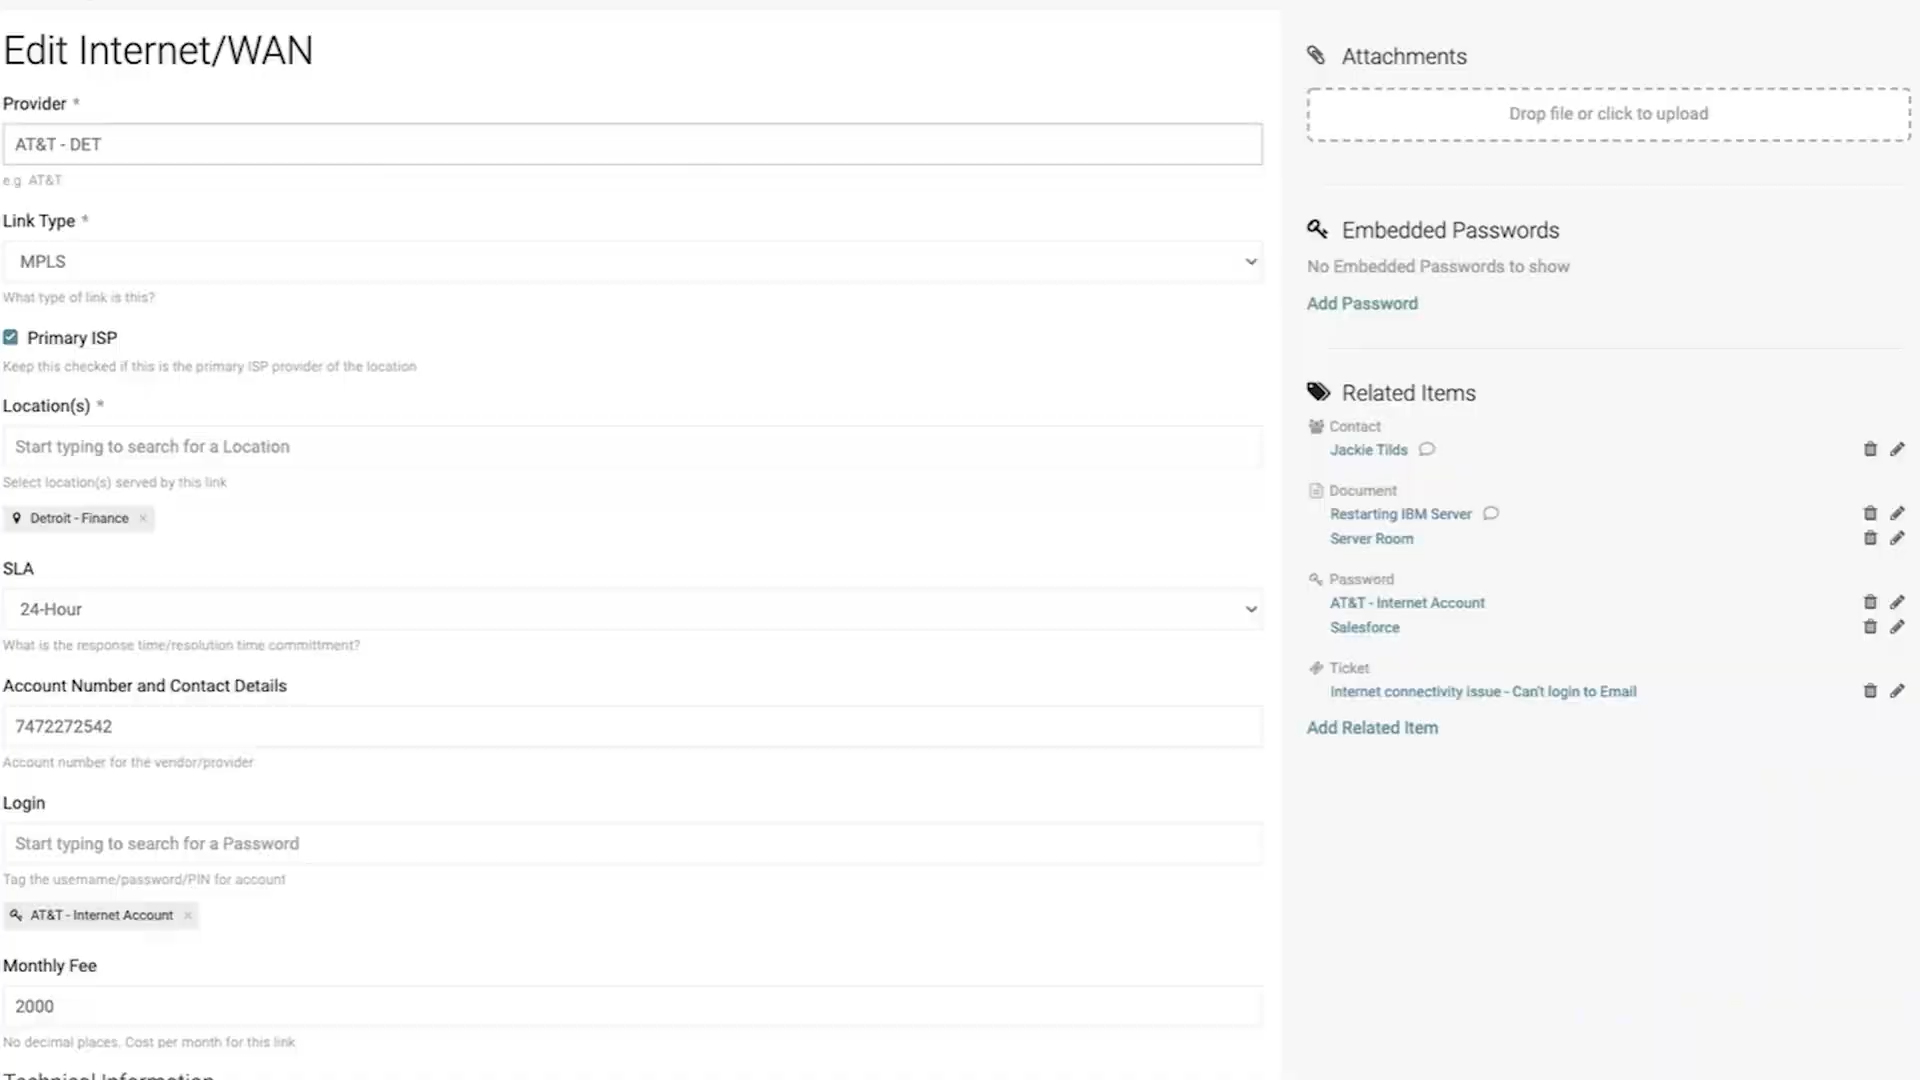 Edit Internet/WAN
Provider *
AT&T - DET
e.g AT&T
Link Type *
MPLS
What type of link is this?
Primary ISP
Keep this checked if this is the primary ISP provider of the location
Location(s) *
Start typing to search for a Location
Select location(s) served by this link
Detroit - Finance ×
SLA
24-Hour
What is the response time/resolution time committment?
Account Number and Contact Details
7472272542
Account number for the vendor/provider
Login
Start typing to search for a Password
Tag the username/password/PIN for account
AT&T - Internet Account ×
Monthly Fee
2000
No decimal places. Cost per month for this link
Technical Information
Attachments
Drop file or click to upload
Embedded Passwords
No Embedded Passwords to show
Add Password
Related Items
Contact
Jackie Tilds
Document
Restarting IBM Server
Server Room
Password
AT&T - Internet Account
Salesforce
Ticket
Internet connectivity issue - Can't login to Email
Add Related Item